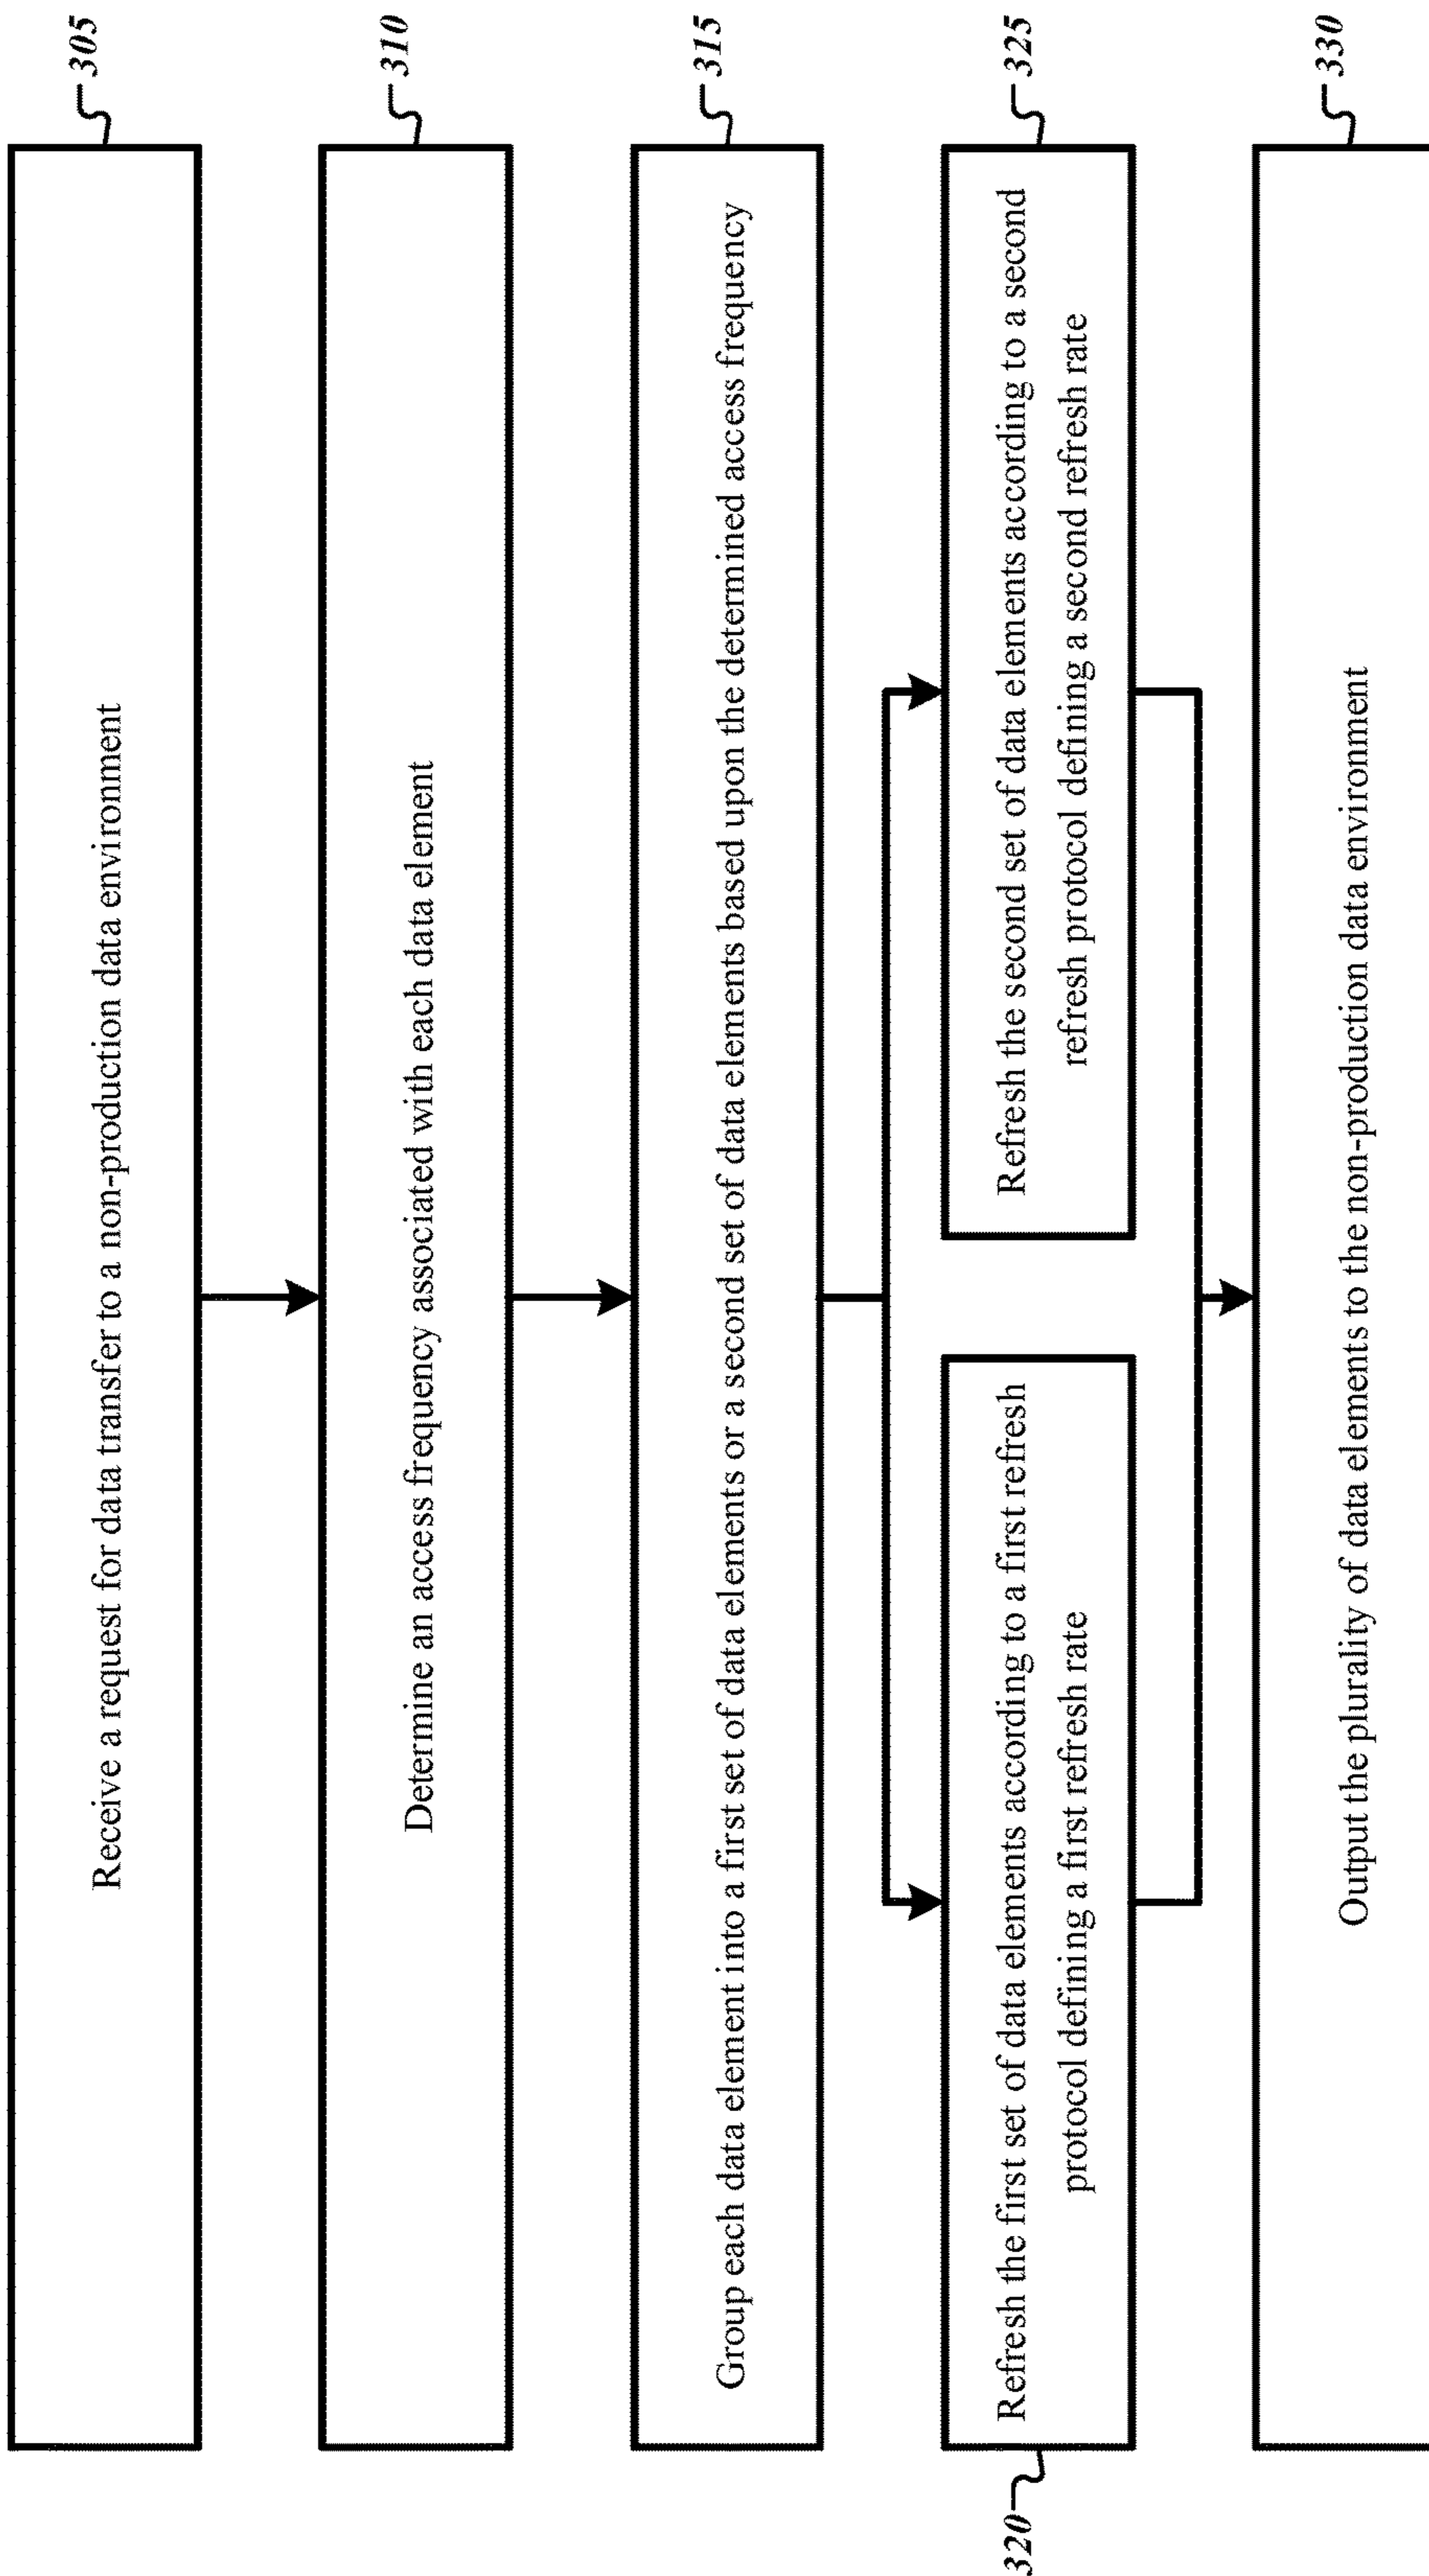 Receive a request for data transfer to a non-production data environment
305
Determine an access frequency associated with each data element
310
Group each data element into a first set of data elements or a second set of data elements based upon the determined access frequency
315
Refresh the first set of data elements according to a first refresh
protocol defining a first refresh rate
320
Refresh the second set of data elements according to a second
refresh protocol defining a second refresh rate
325
Output the plurality of data elements to the non-production data environment
330